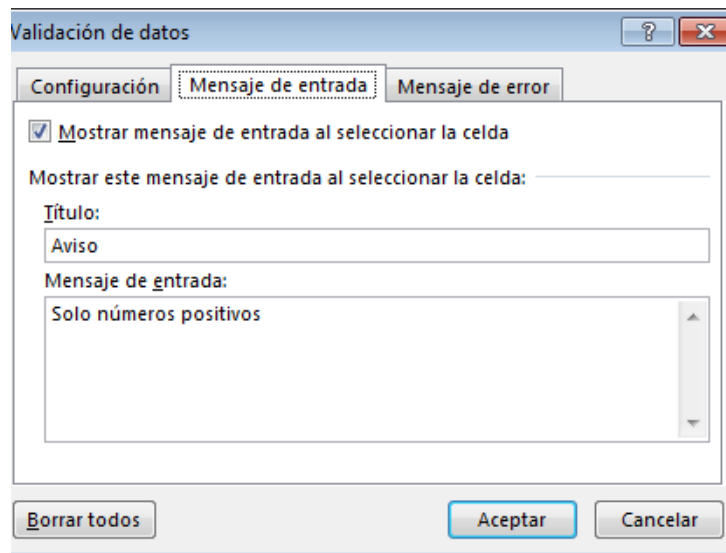 Validación de datos
Configuración Mensaje de entrada Mensaje de error
Mostrar mensaje de entrada al seleccionar la celda
Mostrar este mensaje de entrada al seleccionar la celda:
Título:
Aviso
Mensaje de entrada:
Solo números positivos
Borrar todos Aceptar Cancelar